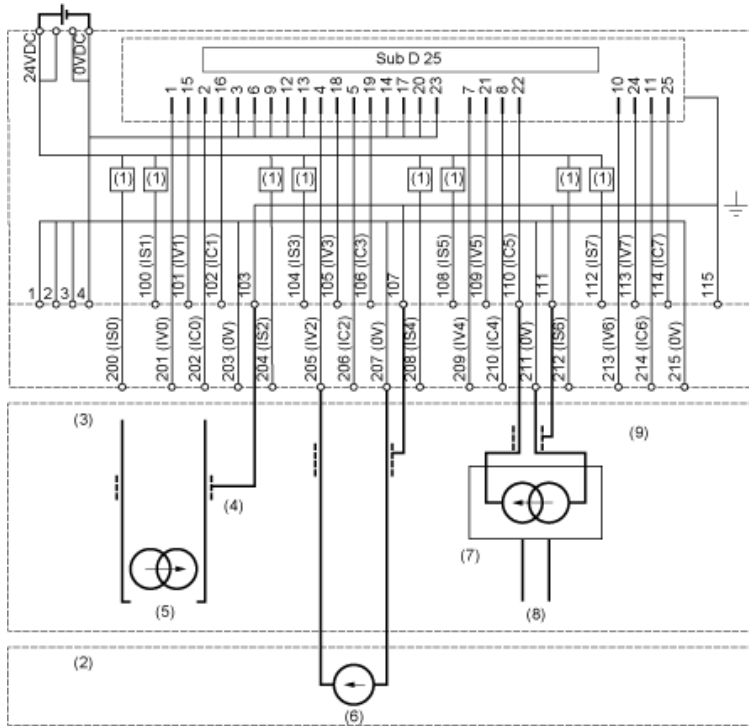 24VDC
0VDC
Sub D 25
1 15 2 16 3 6 9 12 13 4 18 5 19 14 17 20 23 7 21 8 22 10 24 11 25
(1) (1) (1) (1) (1) (1) (1) (1)
1 2 3 4
100 (IS1)
101 (IV1)
102 (IC1)
103
104 (IS3)
105 (IV3)
106 (IC3)
107
108 (IS5)
109 (IV5)
110 (IC5)
111
112 (IS7)
113 (IV7)
114 (IC7)
115
200 (IS0)
201 (IV0)
202 (IC0)
203 (0V)
204 (IS2)
205 (IV2)
206 (IC2)
207 (0V)
208 (IS4)
209 (IV4)
210 (IC4)
211 (0V)
212 (IS6)
213 (IV6)
214 (IC6)
215 (0V)
(3)
(9)
(4)
(7)
(5)
(8)
(2)
(6)